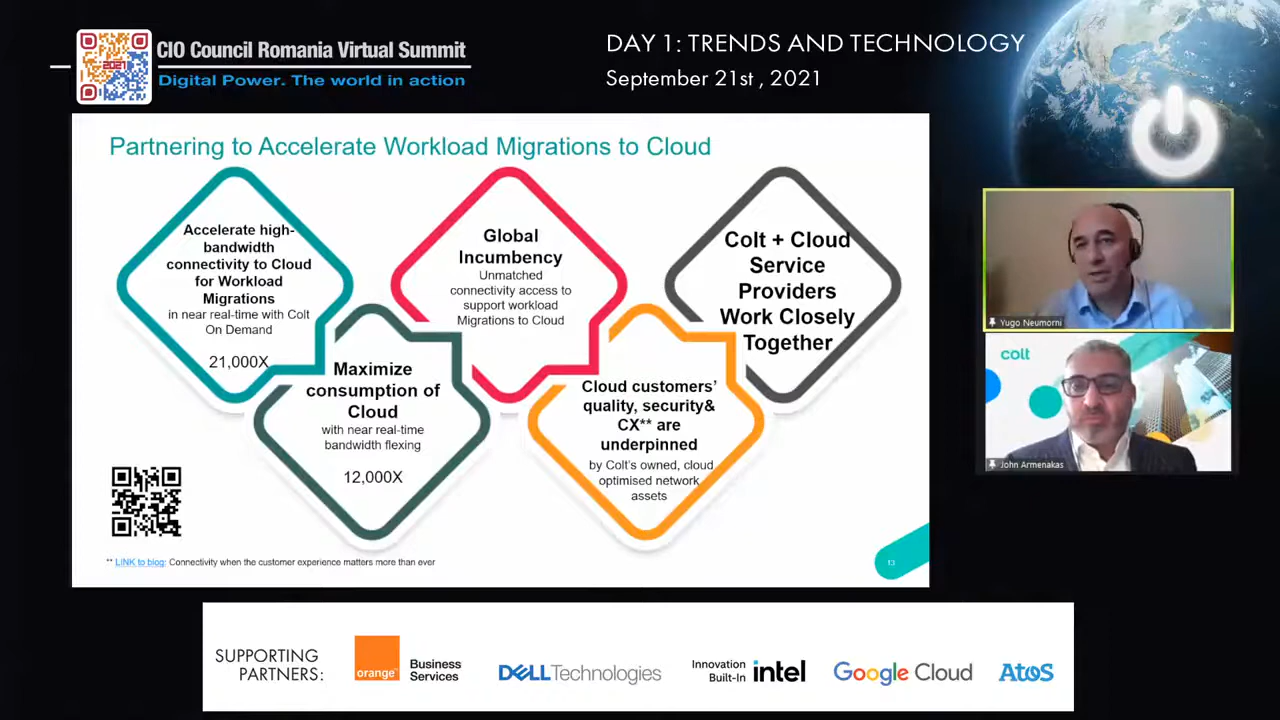 2021
CIO Council Romania Virtual Summit
Digital Power. The world in action
DAY 1: TRENDS AND TECHNOLOGY
September 21st , 2021
Partnering to Accelerate Workload Migrations to Cloud
Accelerate high-
bandwidth
connectivity to Cloud
for Workload
Migrations
in near real-time with Colt
On Demand
21,000X
Maximize
consumption of
Cloud
with near real-time
bandwidth flexing
12,000X
Global
Incumbency
Unmatched
connectivity access to
support workload
Migrations to Cloud
Cloud customers’
quality, security&
CX** are
underpinned
by Colt's owned, cloud
optimised network
assets
Colt + Cloud
Service
Providers
Work Closely
Together
** LINK to blog: Connectivity when the customer experience matters more than ever
13
Yugo Neumorni
colt
John Armenakas
SUPPORTING
PARTNERS:
orange™
Business
Services
DELL Technologies
Innovation
Built-In
intel
Google Cloud
Atos